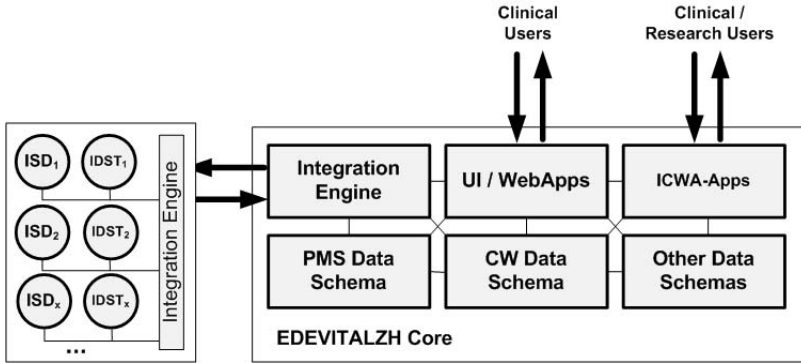 Clinical
Users
Clinical /
Research Users
ISD1
IDST1
ISD2
IDST2
ISDx
IDSTx
...
Integration Engine
Integration
Engine
UI / WebApps
ICWA-Apps
PMS Data
Schema
CW Data
Schema
Other Data
Schemas
EDEVITALZH Core